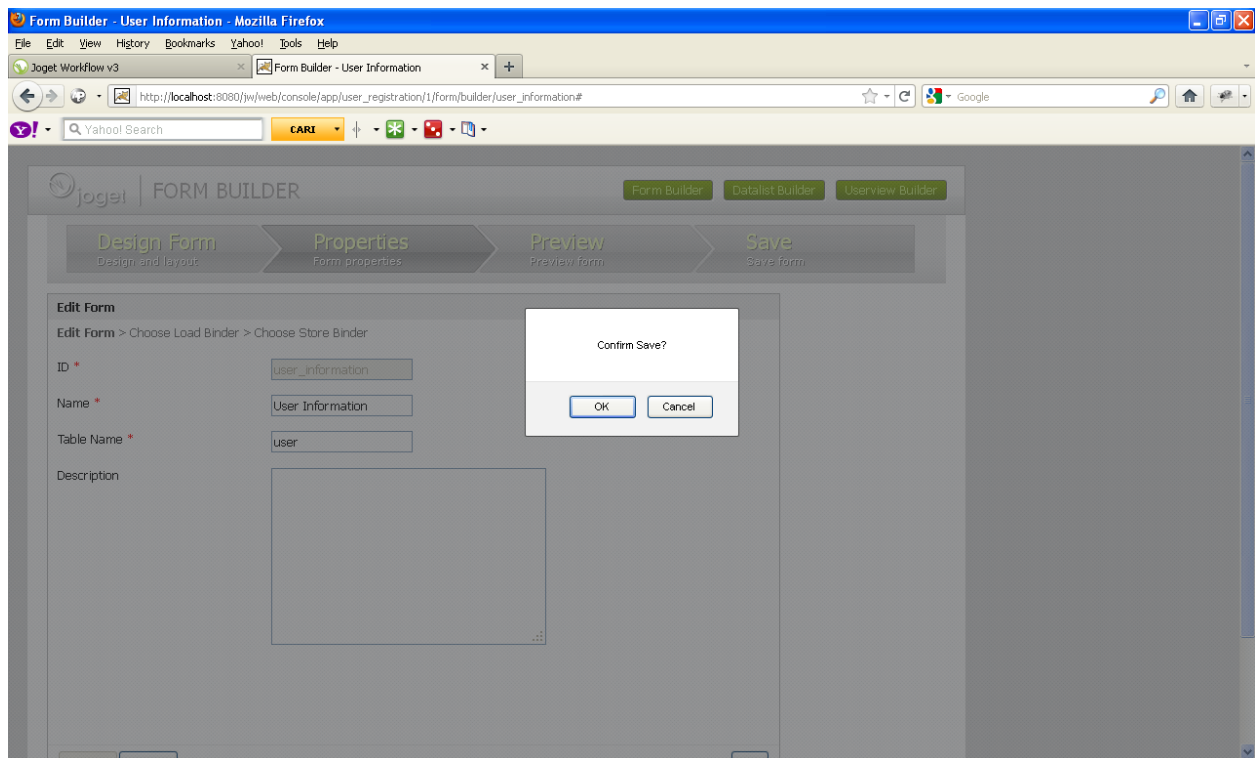 Form Builder - User Information - Mozilla Firefox
File Edit View History Bookmarks Yahoo! Tools Help
Joget Workflow v3 Form Builder - User Information
http://localhost:8080/jw/web/console/app/user_registration/1/form/builder/user_information# Google
Y! Yahoo! Search CARI
joget FORM BUILDER Form Builder Datalist Builder Userview Builder
Design Form Properties Preview Save
Design and layout Form properties Preview form Save form
Edit Form
Edit Form > Choose Load Binder > Choose Store Binder
Confirm Save?
ID * user_information
Name * User Information
OK Cancel
Table Name * user
Description